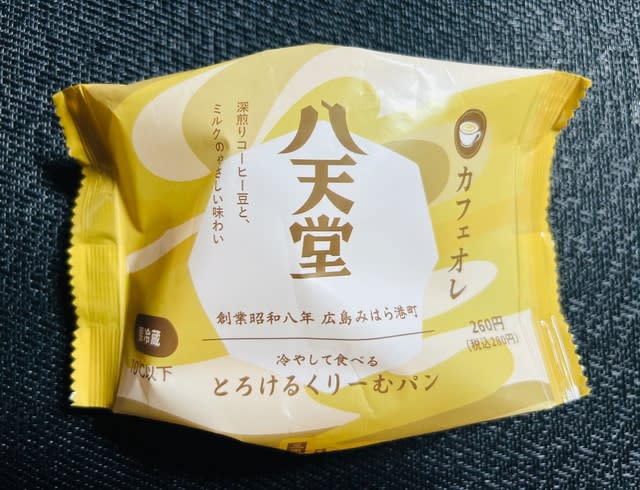 深煎りコーヒー豆と、
ミルクのやさしい味わい
八天堂
カフェオレ
創業昭和八年 広島みはら港町
260円
(税込280円)
要冷蔵
10℃以下
冷やして食べる
とろけるくりーむパン